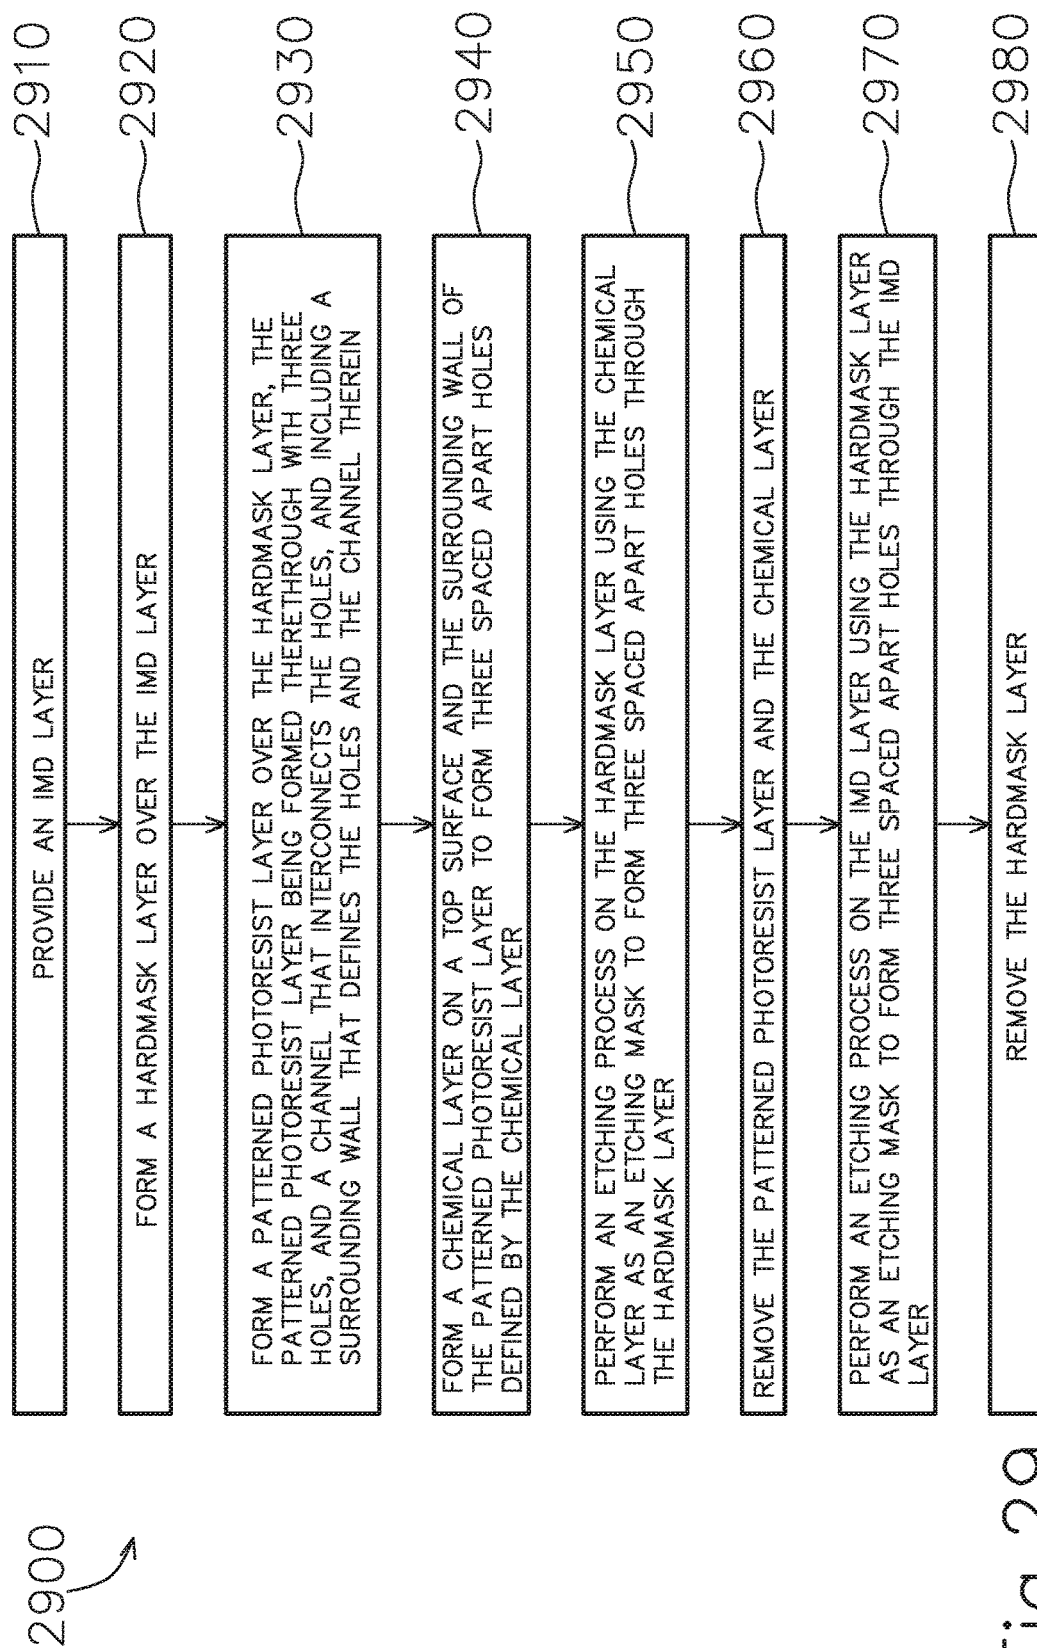 2900
PROVIDE AN IMD LAYER
2910
FORM A HARDMASK LAYER OVER THE IMD LAYER
2920
FORM A PATTERNED PHOTORESIST LAYER OVER THE HARDMASK LAYER, THE
PATTERNED PHOTORESIST LAYER BEING FORMED THERETHROUGH WITH THREE
HOLES, AND A CHANNEL THAT INTERCONNECTS THE HOLES, AND INCLUDING A
SURROUNDING WALL THAT DEFINES THE HOLES AND THE CHANNEL THEREIN
2930
FORM A CHEMICAL LAYER ON A TOP SURFACE AND THE SURROUNDING WALL OF
THE PATTERNED PHOTORESIST LAYER TO FORM THREE SPACED APART HOLES
DEFINED BY THE CHEMICAL LAYER
2940
PERFORM AN ETCHING PROCESS ON THE HARDMASK LAYER USING THE CHEMICAL
LAYER AS AN ETCHING MASK TO FORM THREE SPACED APART HOLES THROUGH
THE HARDMASK LAYER
2950
REMOVE THE PATTERNED PHOTORESIST LAYER AND THE CHEMICAL LAYER
2960
PERFORM AN ETCHING PROCESS ON THE IMD LAYER USING THE HARDMASK LAYER
AS AN ETCHING MASK TO FORM THREE SPACED APART HOLES THROUGH THE IMD
LAYER
2970
REMOVE THE HARDMASK LAYER
2980
Fig. 29